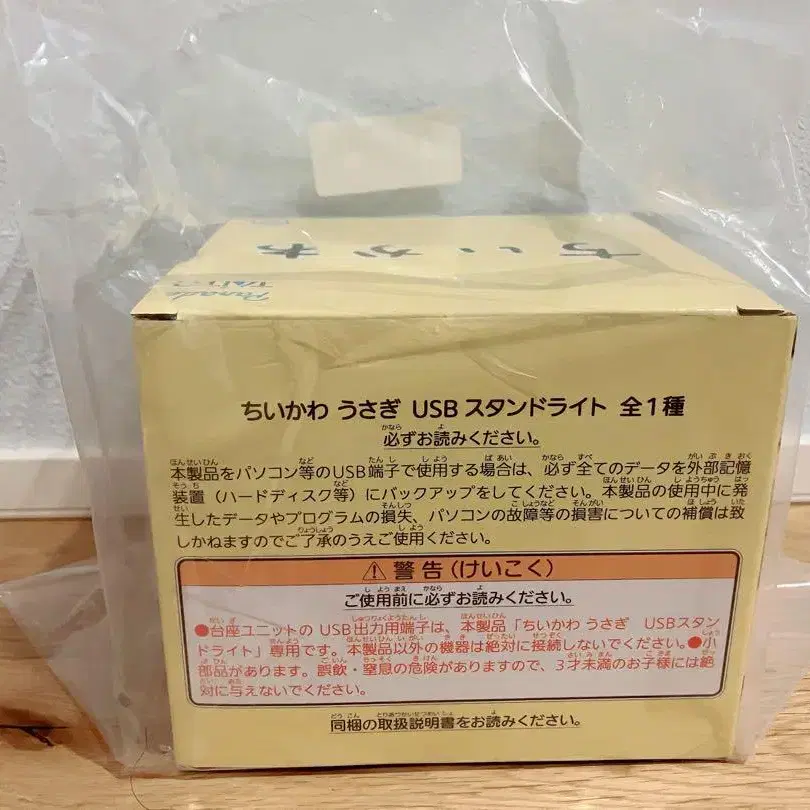 ちいかわ
Parade
ちいかわ うさぎ USB スタンドライト 全1種
必ずお読みください。
本製品をパソコン等のUSB端子で使用する場合は、必ず全てのデータを外部記憶
装置（ハードディスク等）にバックアップをしてください。本製品の使用中に発
生したデータやプログラムの損失、パソコンの故障等の損害についての補償は致
しかねますのでご了承のうえご使用ください。
⚠ 警告（けいこく）
ご使用前に必ずお読みください。
●台座ユニットの USB出力用端子は、本製品「ちいかわ うさぎ USBスタン
ドライト」専用です。本製品以外の機器は絶対に接続しないでください。●小
部品があります。誤飲・窒息の危険がありますので、3才未満のお子様には絶
対に与えないでください。
同梱の取扱説明書をお読みください。